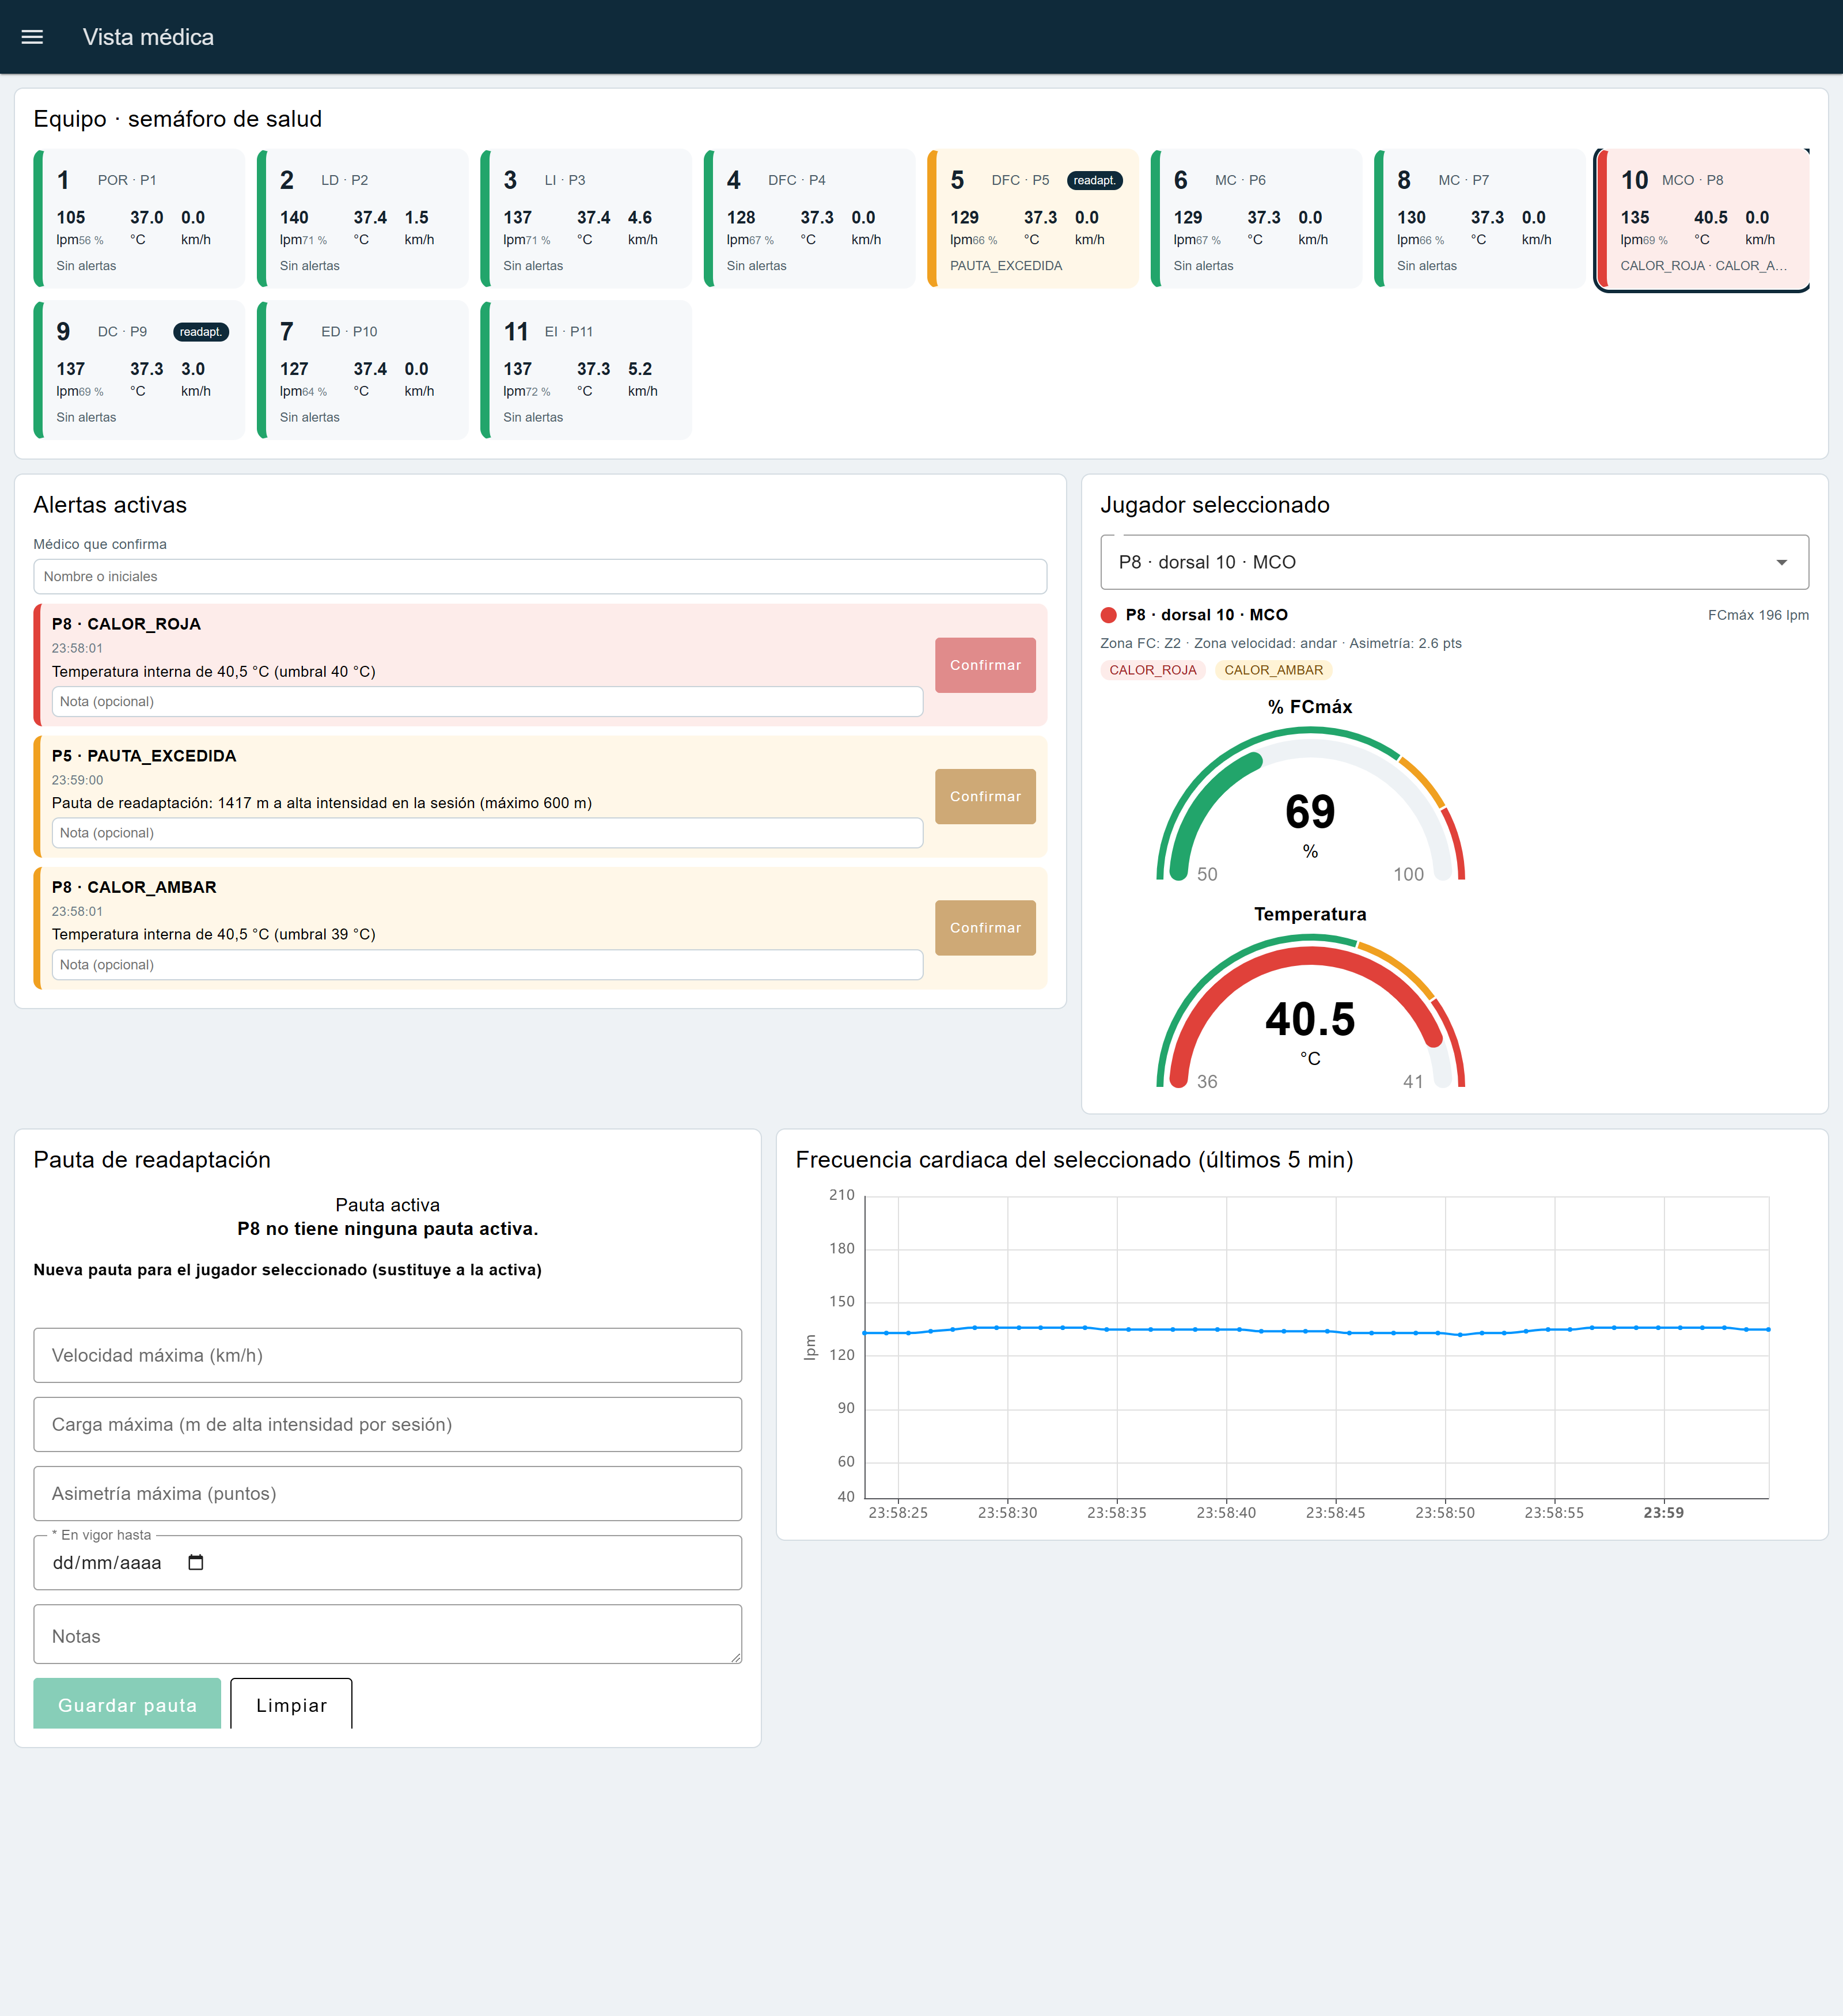 Vista médica
Equipo · semáforo de salud
1 POR · P1
105 37.0 0.0
lpm56 % °C km/h
Sin alertas
2 LD · P2
140 37.4 1.5
lpm71 % °C km/h
Sin alertas
3 LI · P3
137 37.4 4.6
lpm71 % °C km/h
Sin alertas
4 DFC · P4
128 37.3 0.0
lpm67 % °C km/h
Sin alertas
5 DFC · P5 readapt.
129 37.3 0.0
lpm66 % °C km/h
PAUTA_EXCEDIDA
6 MC · P6
129 37.3 0.0
lpm67 % °C km/h
Sin alertas
8 MC · P7
130 37.3 0.0
lpm66 % °C km/h
Sin alertas
10 MCO · P8
135 40.5 0.0
lpm69 % °C km/h
CALOR_ROJA · CALOR_A...
9 DC · P9 readapt.
137 37.3 3.0
lpm69 % °C km/h
Sin alertas
7 ED · P10
127 37.4 0.0
lpm64 % °C km/h
Sin alertas
11 EI · P11
137 37.3 5.2
lpm72 % °C km/h
Sin alertas
Alertas activas
Médico que confirma
Nombre o iniciales
P8 · CALOR_ROJA
23:58:01
Temperatura interna de 40,5 °C (umbral 40 °C)
Nota (opcional)
Confirmar
P5 · PAUTA_EXCEDIDA
23:59:00
Pauta de readaptación: 1417 m a alta intensidad en la sesión (máximo 600 m)
Nota (opcional)
Confirmar
P8 · CALOR_AMBAR
23:58:01
Temperatura interna de 40,5 °C (umbral 39 °C)
Nota (opcional)
Confirmar
Jugador seleccionado
P8 · dorsal 10 · MCO
P8 · dorsal 10 · MCO FCmáx 196 lpm
Zona FC: Z2 · Zona velocidad: andar · Asimetría: 2.6 pts
CALOR_ROJA CALOR_AMBAR
% FCmáx
69
%
50 100
Temperatura
40.5
°C
36 41
Pauta de readaptación
Pauta activa
P8 no tiene ninguna pauta activa.
Nueva pauta para el jugador seleccionado (sustituye a la activa)
Velocidad máxima (km/h)
Carga máxima (m de alta intensidad por sesión)
Asimetría máxima (puntos)
* En vigor hasta
dd/mm/aaaa
Notas
Guardar pauta Limpiar
Frecuencia cardiaca del seleccionado (últimos 5 min)
210
180
150
120
90
60
40
lpm
23:58:25 23:58:30 23:58:35 23:58:40 23:58:45 23:58:50 23:58:55 23:59